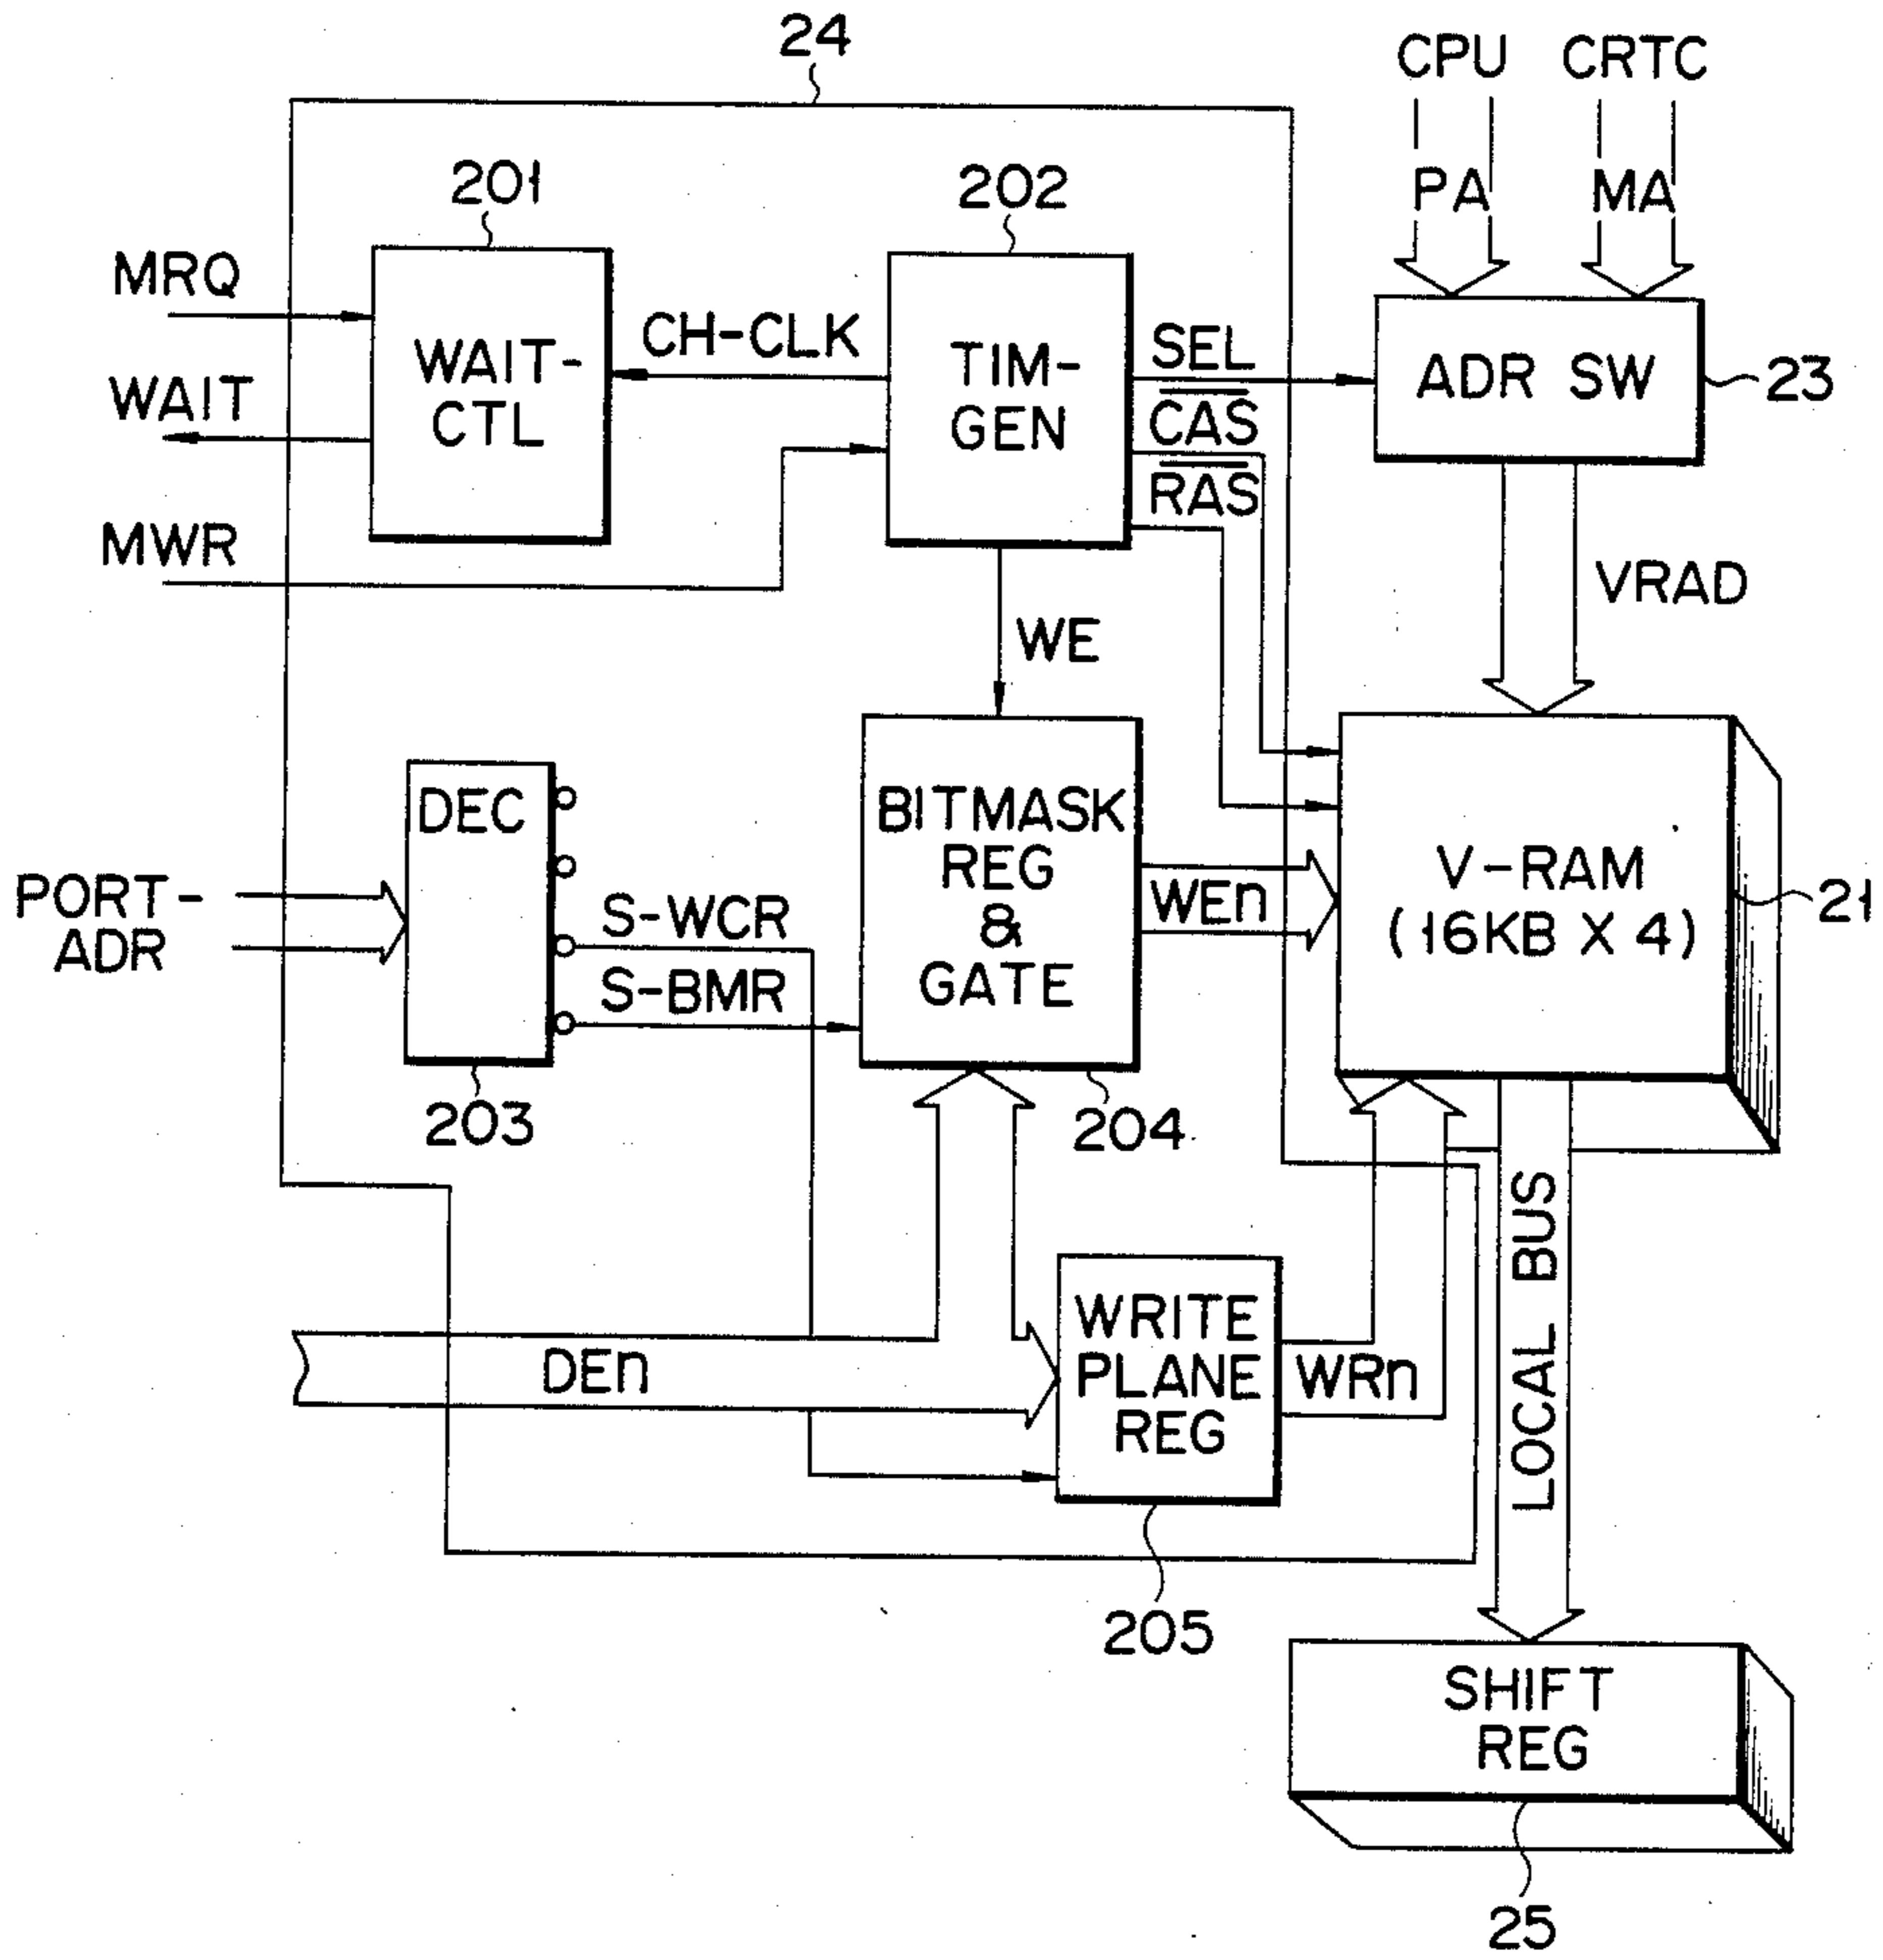 24
CPU CRTC
PA MA
201
202
MRQ
WAIT
MWR
WAIT-
CTL
CH-CLK
TIM-
GEN
SEL
CAS
RAS
ADR SW
23
VRAD
WE
DEC
PORT-
ADR
S-WCR
S-BMR
203
BITMASK
REG
&
GATE
204
WEn
V-RAM
(16KB X 4)
21
DEn
WRITE
PLANE
REG
WRn
205
LOCAL BUS
SHIFT
REG
25